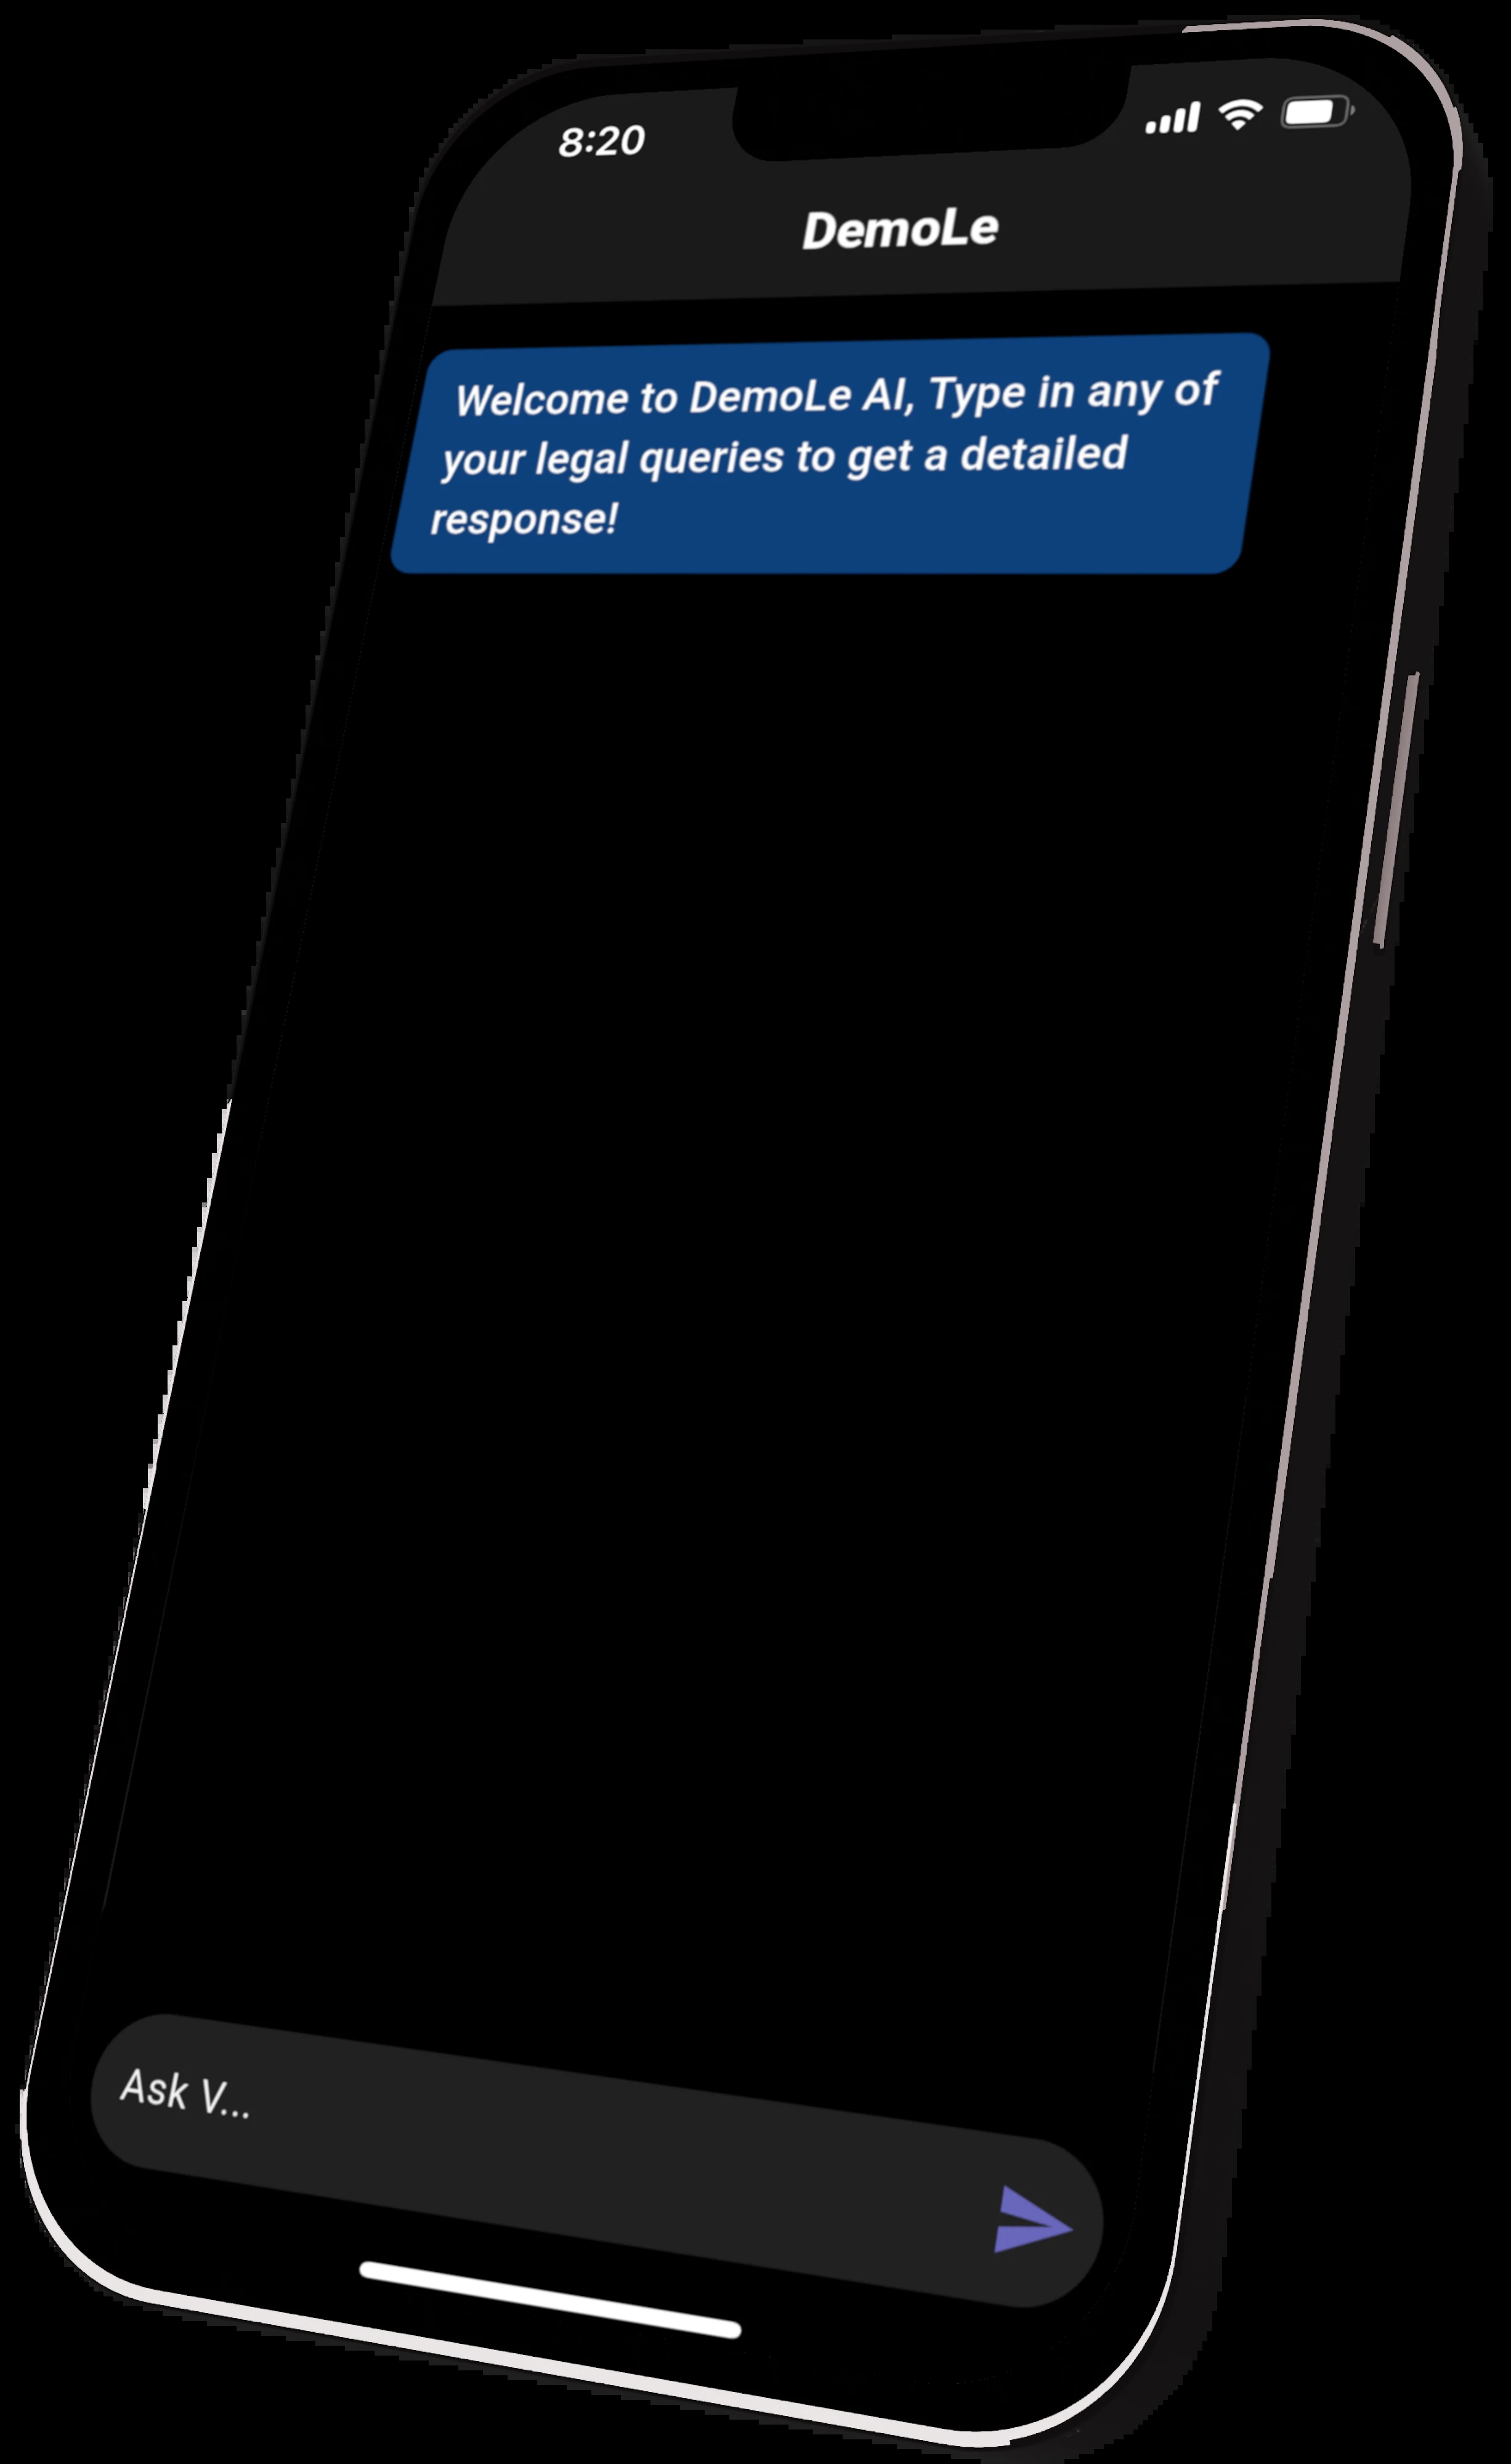 8:20
DemoLe
Welcome to DemoLe AI, Type in any of
your legal queries to get a detailed
response!
Ask V...